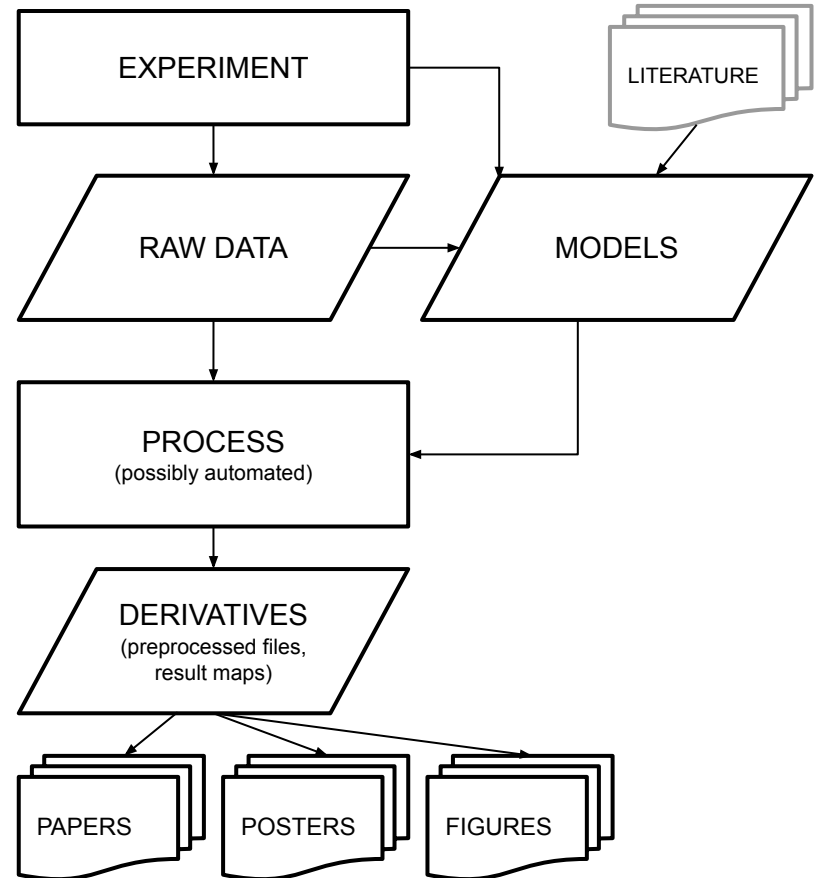 EXPERIMENT
LITERATURE
RAW DATA
MODELS
PROCESS
(possibly automated)
DERIVATIVES
(preprocessed files,
result maps)
PAPERS
POSTERS
FIGURES